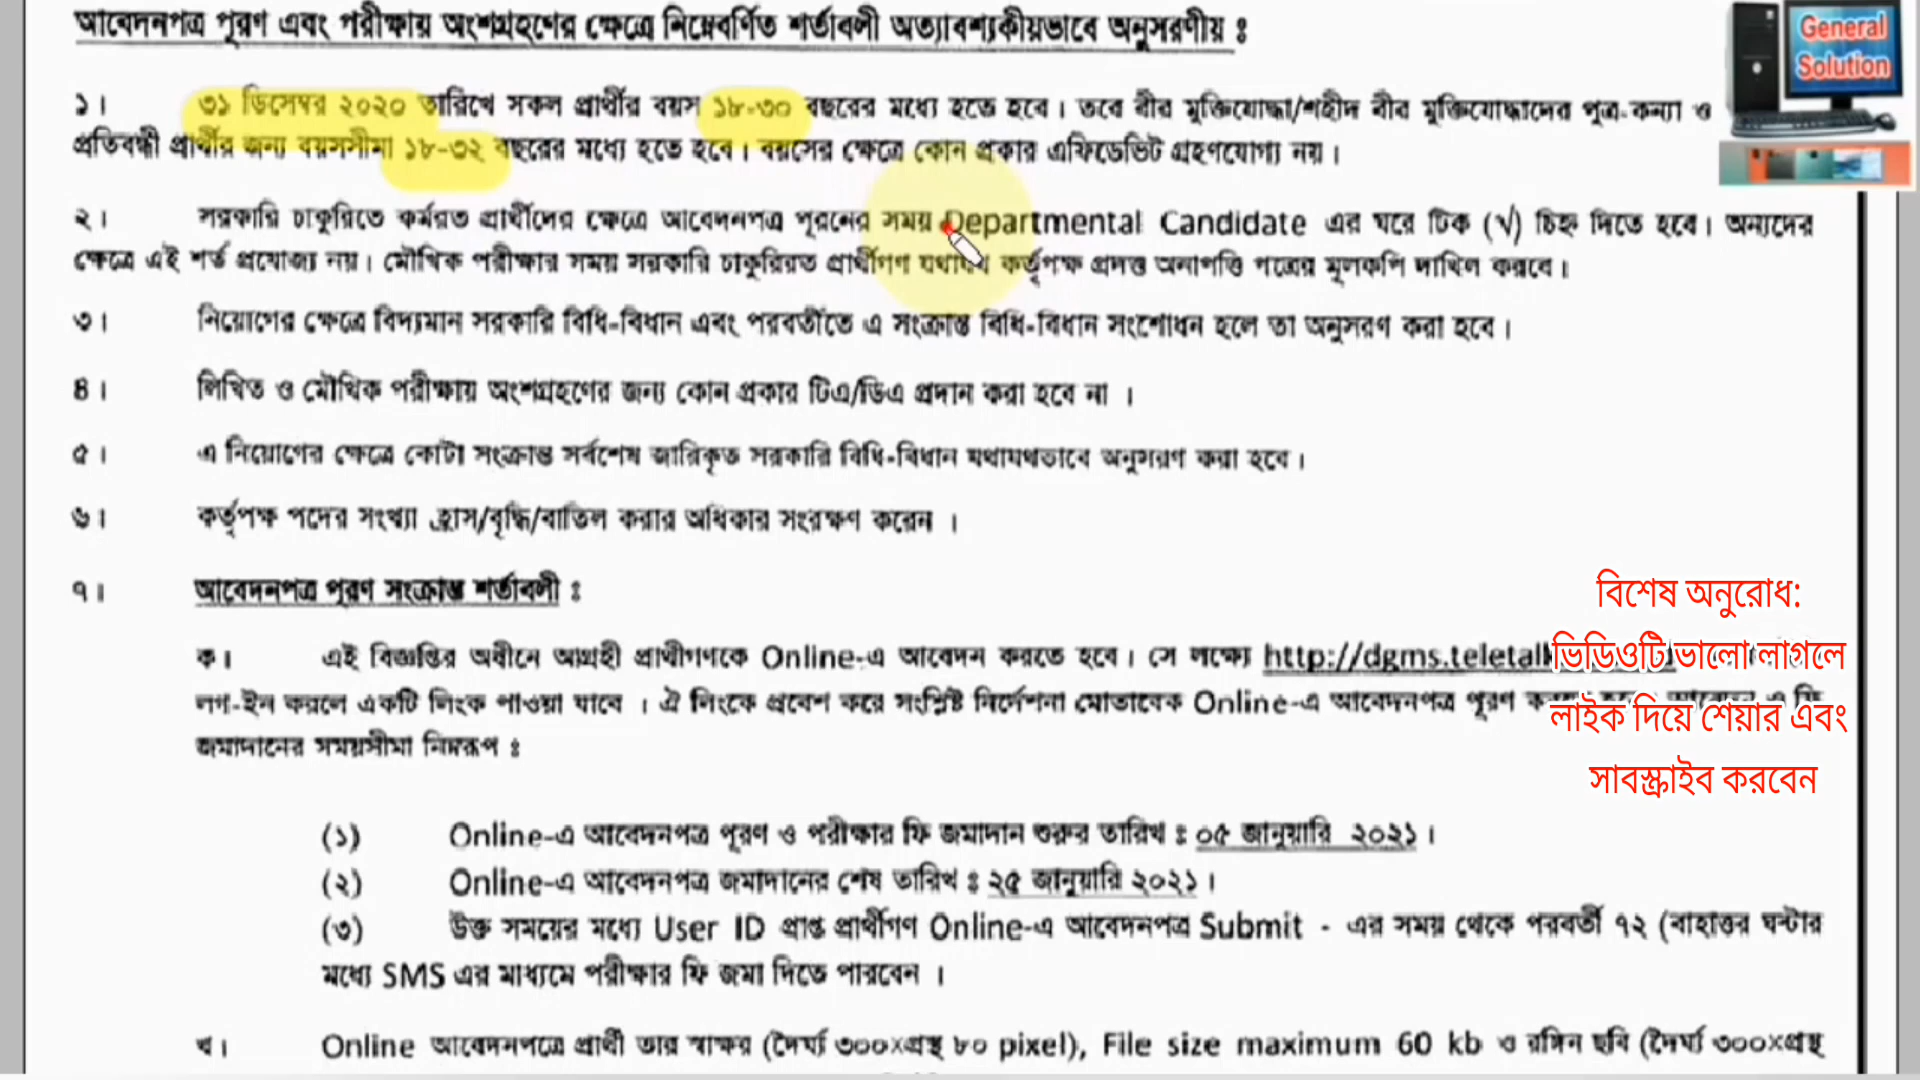 আবেদনপত্র পূরণ এবং পরীক্ষায় অংশগ্রহণের ক্ষেত্রে নিম্নেবর্ণিত শর্তাবলী অত্যাবশ্যকীয়ভাবে অনুসরণীয় ঃ
General
Solution
১। ৩১ ডিসেম্বর ২০২০ তারিখে সকল প্রার্থীর বয়স ১৮-৩০ বছরের মধ্যে হতে হবে। তবে বীর মুক্তিযোদ্ধা/শহীদ বীর মুক্তিযোদ্ধাদের পুত্র-কন্যা ও
প্রতিবন্ধী প্রার্থীর জন্য বয়সসীমা ১৮-৩২ বছরের মধ্যে হতে হবে। বয়সের ক্ষেত্রে কোন প্রকার এফিডেভিট গ্রহণযোগ্য নয়।
২। সরকারি চাকুরিতে কর্মরত প্রার্থীদের ক্ষেত্রে আবেদনপত্র পূরনের সময় Departmental Candidate এর ঘরে টিক (√) চিহ্ন দিতে হবে। অন্যদের
ক্ষেত্রে এই শর্ত প্রযোজ্য নয়। মৌখিক পরীক্ষার সময় সরকারি চাকুরিরত প্রার্থীগণ যথাযথ কর্তৃপক্ষ প্রদত্ত অনাপত্তি পত্রের মূলকপি দাখিল করবে।
৩। নিয়োগের ক্ষেত্রে বিদ্যমান সরকারি বিধি-বিধান এবং পরবর্তীতে এ সংক্রান্ত বিধি-বিধান সংশোধন হলে তা অনুসরণ করা হবে।
৪। লিখিত ও মৌখিক পরীক্ষায় অংশগ্রহণের জন্য কোন প্রকার টিএ/ডিএ প্রদান করা হবে না ।
৫। এ নিয়োগের ক্ষেত্রে কোটা সংক্রান্ত সর্বশেষ জারিকৃত সরকারি বিধি-বিধান যথাযথভাবে অনুসরণ করা হবে।
৬। কর্তৃপক্ষ পদের সংখ্যা হ্রাস/বৃদ্ধি/বাতিল করার অধিকার সংরক্ষণ করেন ।
৭। আবেদনপত্র পূরণ সংক্রান্ত শর্তাবলী ঃ
বিশেষ অনুরোধ:
ভিডিওটি ভালো লাগলে
লাইক দিয়ে শেয়ার এবং
সাবস্ক্রাইব করবেন
ক। এই বিজ্ঞপ্তির অধীনে আগ্রহী প্রার্থীগণকে Online-এ আবেদন করতে হবে। সে লক্ষ্যে http://dgms.teletalk
লগ-ইন করলে একটি লিংক পাওয়া যাবে । ঐ লিংকে প্রবেশ করে সংশ্লিষ্ট নির্দেশনা মোতাবেক Online-এ আবেদনপত্র পূরণ
জমাদানের সময়সীমা নিম্নরূপ ঃ
(১) Online-এ আবেদনপত্র পূরণ ও পরীক্ষার ফি জমাদান শুরুর তারিখ ঃ ০৫ জানুয়ারি ২০২১ ।
(২) Online-এ আবেদনপত্র জমাদানের শেষ তারিখ ঃ ২৫ জানুয়ারি ২০২১ ।
(৩) উক্ত সময়ের মধ্যে User ID প্রাপ্ত প্রার্থীগণ Online-এ আবেদনপত্র Submit - এর সময় থেকে পরবর্তী ৭২ (বাহাত্তর ঘন্টার
মধ্যে SMS এর মাধ্যমে পরীক্ষার ফি জমা দিতে পারবেন ।
খ। Online আবেদনপত্রে প্রার্থী তার স্বাক্ষর (দৈর্ঘ্য ৩০০×প্রস্থ ৮০ pixel), File size maximum 60 kb ও রঙ্গিন ছবি (দৈর্ঘ্য ৩০০×প্রস্থ